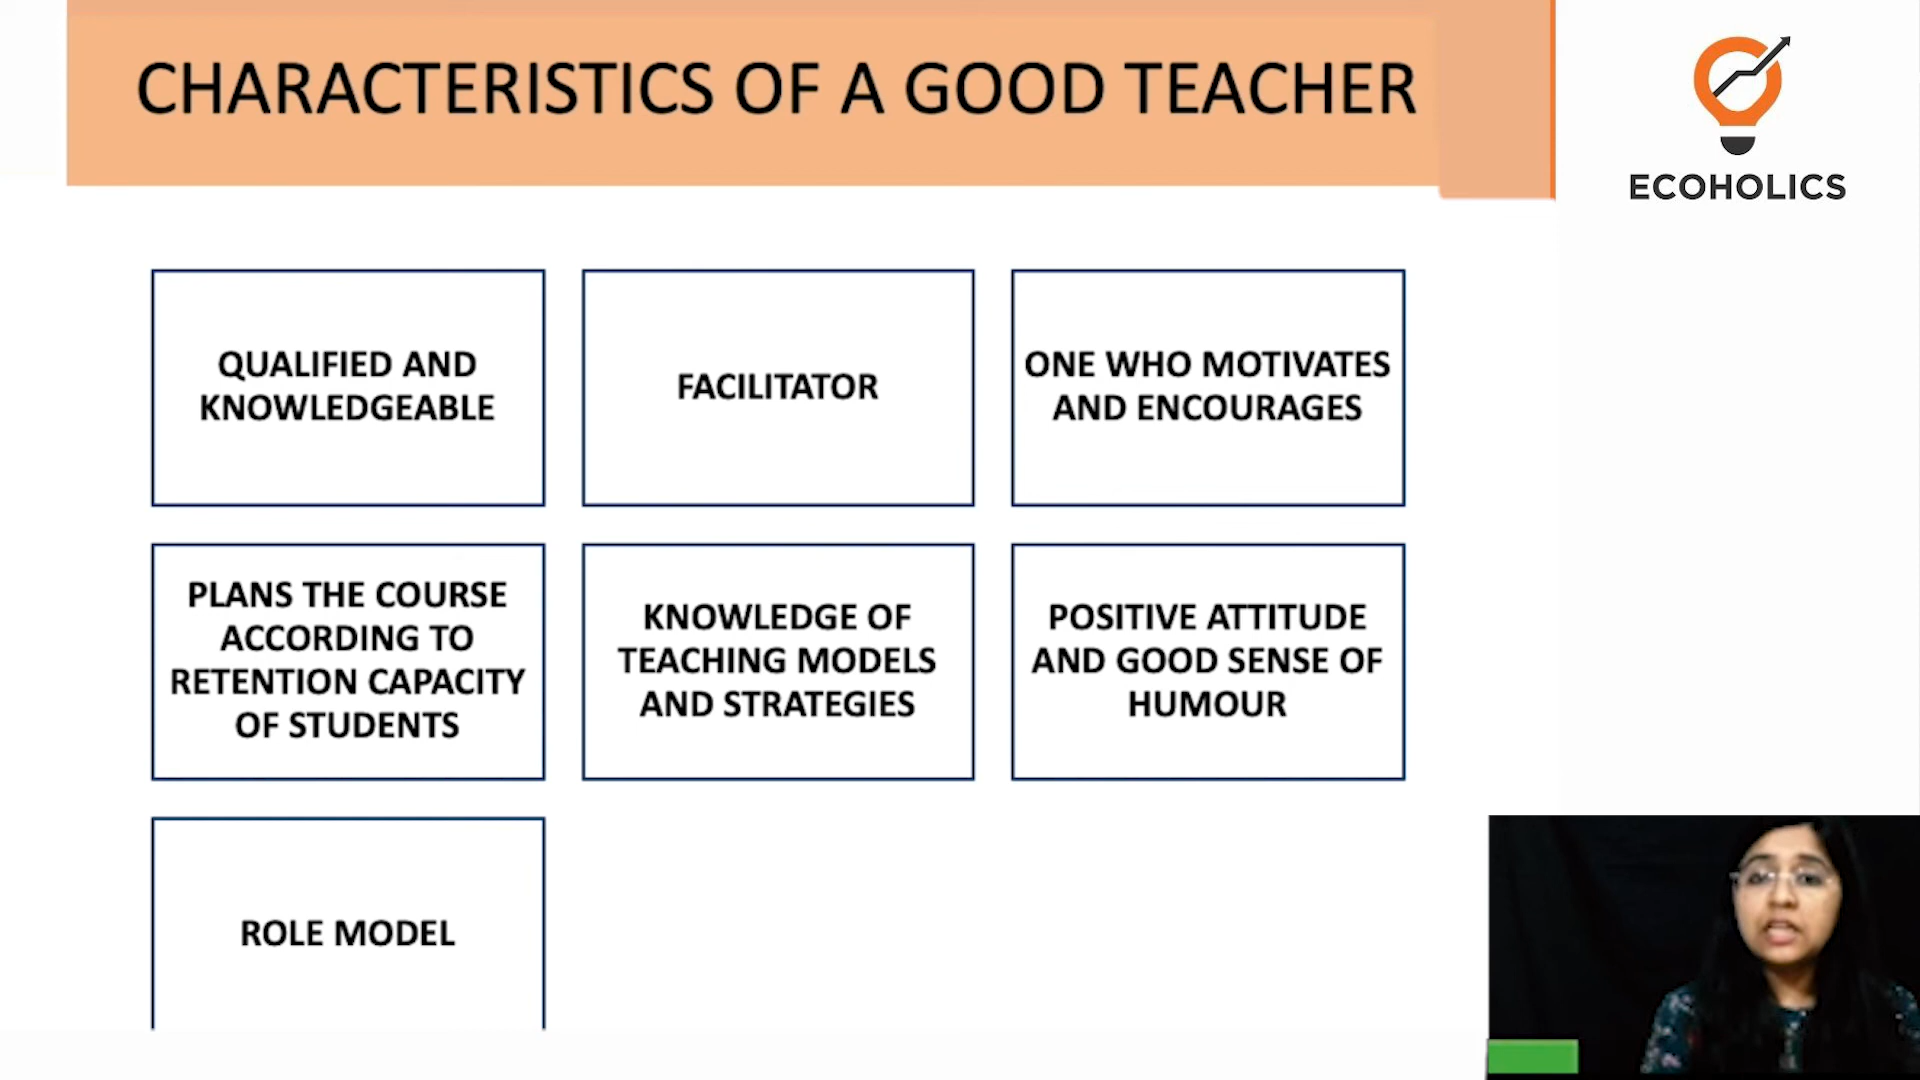 CHARACTERISTICS OF A GOOD TEACHER
ECOHOLICS
QUALIFIED AND
KNOWLEDGEABLE
FACILITATOR
ONE WHO MOTIVATES
AND ENCOURAGES
PLANS THE COURSE
ACCORDING TO
RETENTION CAPACITY
OF STUDENTS
KNOWLEDGE OF
TEACHING MODELS
AND STRATEGIES
POSITIVE ATTITUDE
AND GOOD SENSE OF
HUMOUR
ROLE MODEL